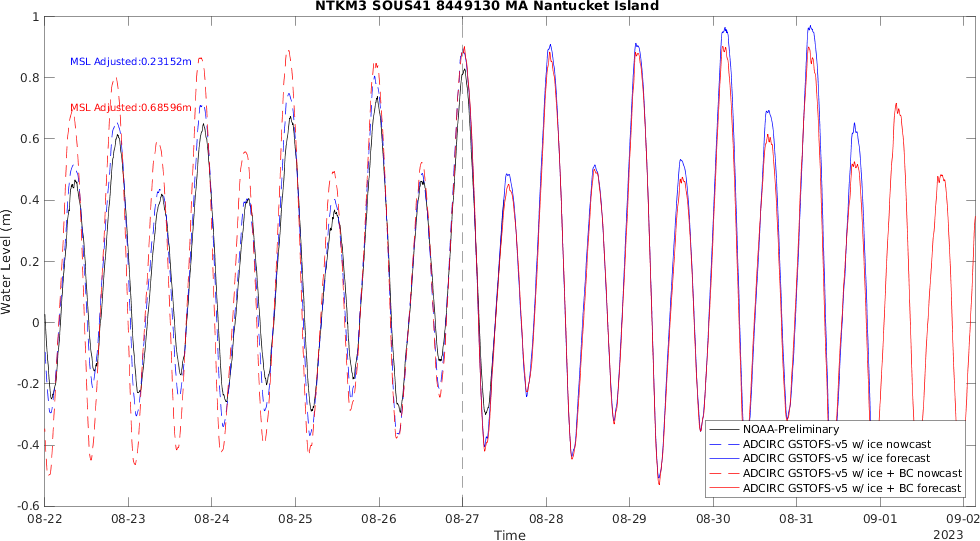 NTKM3 SOUS41 8449130 MA Nantucket Island
1
0.8
0.6
0.4
0.2
0
-0.2
-0.4
-0.6
Water Level (m)
MSL Adjusted:0.23152m
MSL Adjusted:0.68596m
NOAA-Preliminary
ADCIRC GSTOFS-v5 w/ ice nowcast
ADCIRC GSTOFS-v5 w/ ice forecast
ADCIRC GSTOFS-v5 w/ ice + BC nowcast
ADCIRC GSTOFS-v5 w/ ice + BC forecast
08-22 08-23 08-24 08-25 08-26 08-27 08-28 08-29 08-30 08-31 09-01 09-02
2023
Time